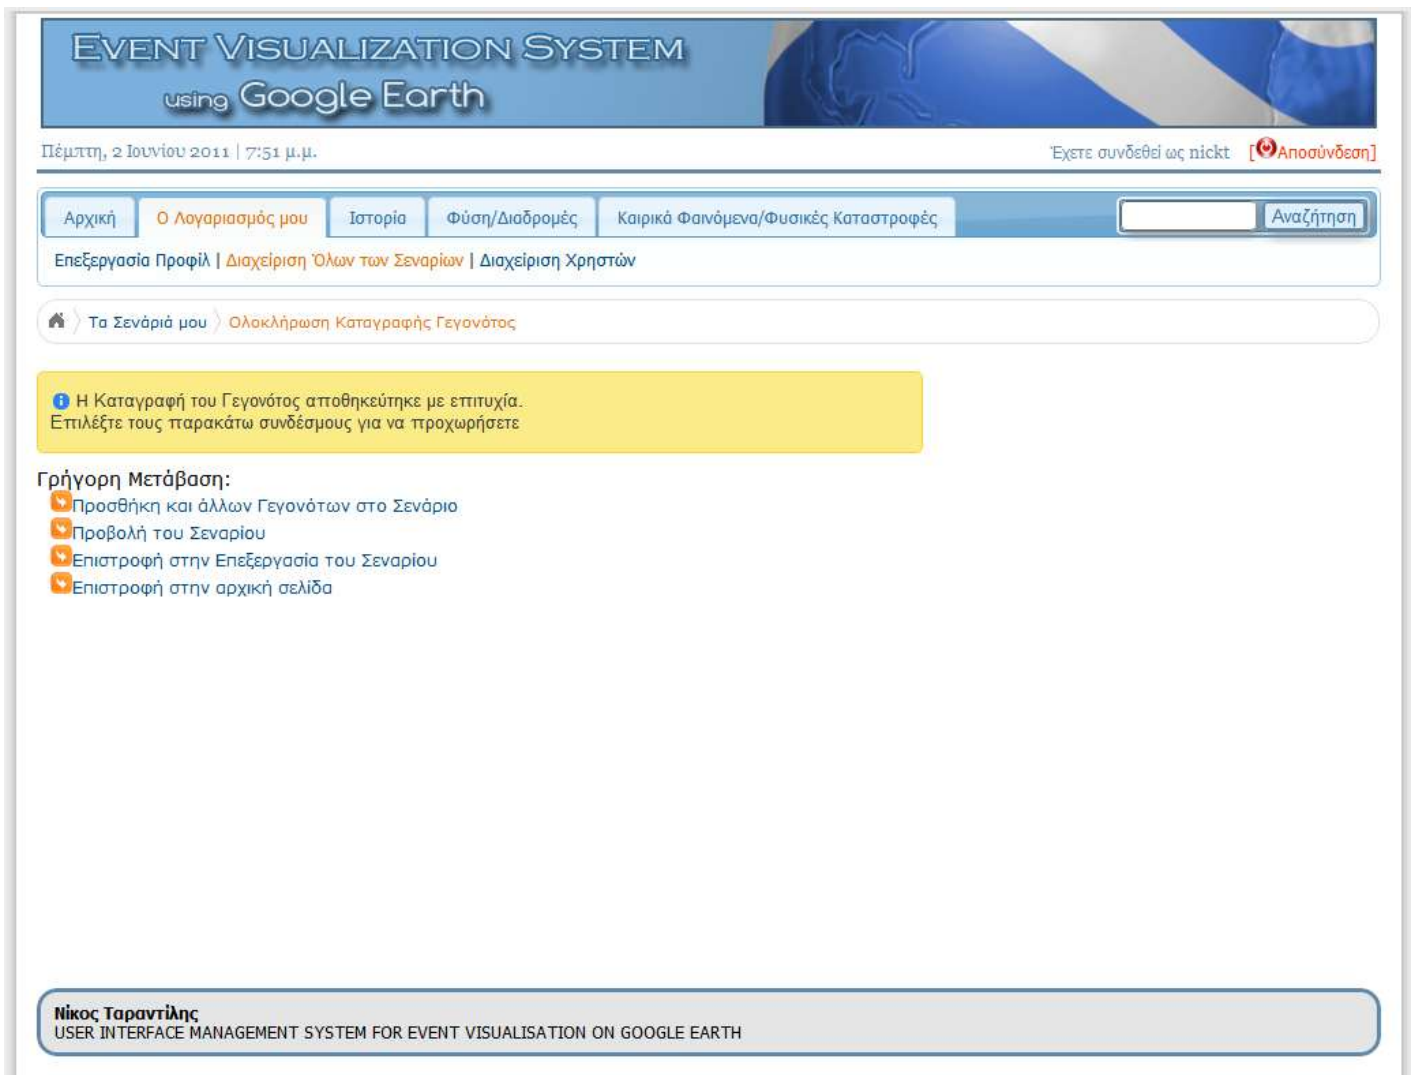 EVENT VISUALIZATION SYSTEM
using Google Earth
Πέμπτη, 2 Ιουνίου 2011 | 7:51 μ.μ.
Έχετε συνδεθεί ως nickt [Αποσύνδεση]
Αρχική Ο Λογαριασμός μου Ιστορία Φύση/Διαδρομές Καιρικά Φαινόμενα/Φυσικές Καταστροφές Αναζήτηση
Επεξεργασία Προφίλ | Διαχείριση Όλων των Σεναρίων | Διαχείριση Χρηστών
Τα Σενάριά μου Ολοκλήρωση Καταγραφής Γεγονότος
Η Καταγραφή του Γεγονότος αποθηκεύτηκε με επιτυχία.
Επιλέξτε τους παρακάτω συνδέσμους για να προχωρήσετε
Γρήγορη Μετάβαση:
Προσθήκη και άλλων Γεγονότων στο Σενάριο
Προβολή του Σεναρίου
Επιστροφή στην Επεξεργασία του Σεναρίου
Επιστροφή στην αρχική σελίδα
Νίκος Ταραντίλης
USER INTERFACE MANAGEMENT SYSTEM FOR EVENT VISUALISATION ON GOOGLE EARTH